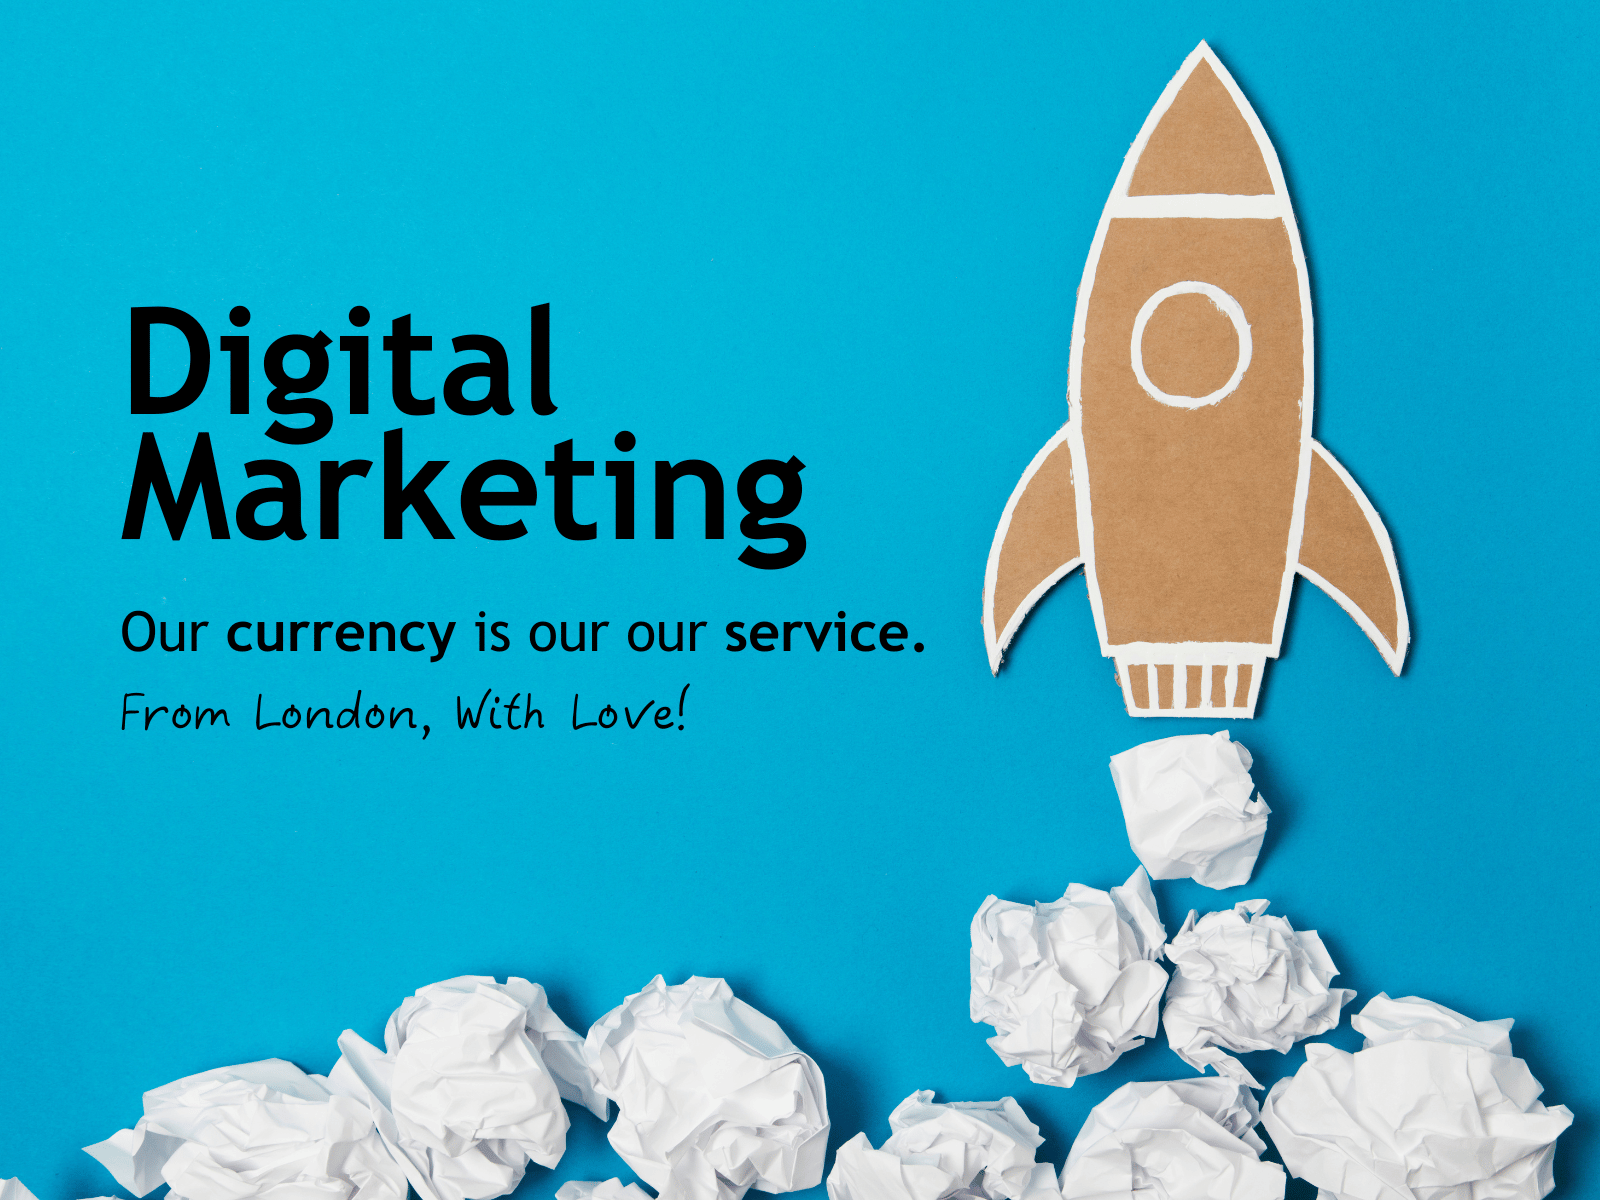 Digital
Marketing
Our currency is our our service.
From London, With Love!